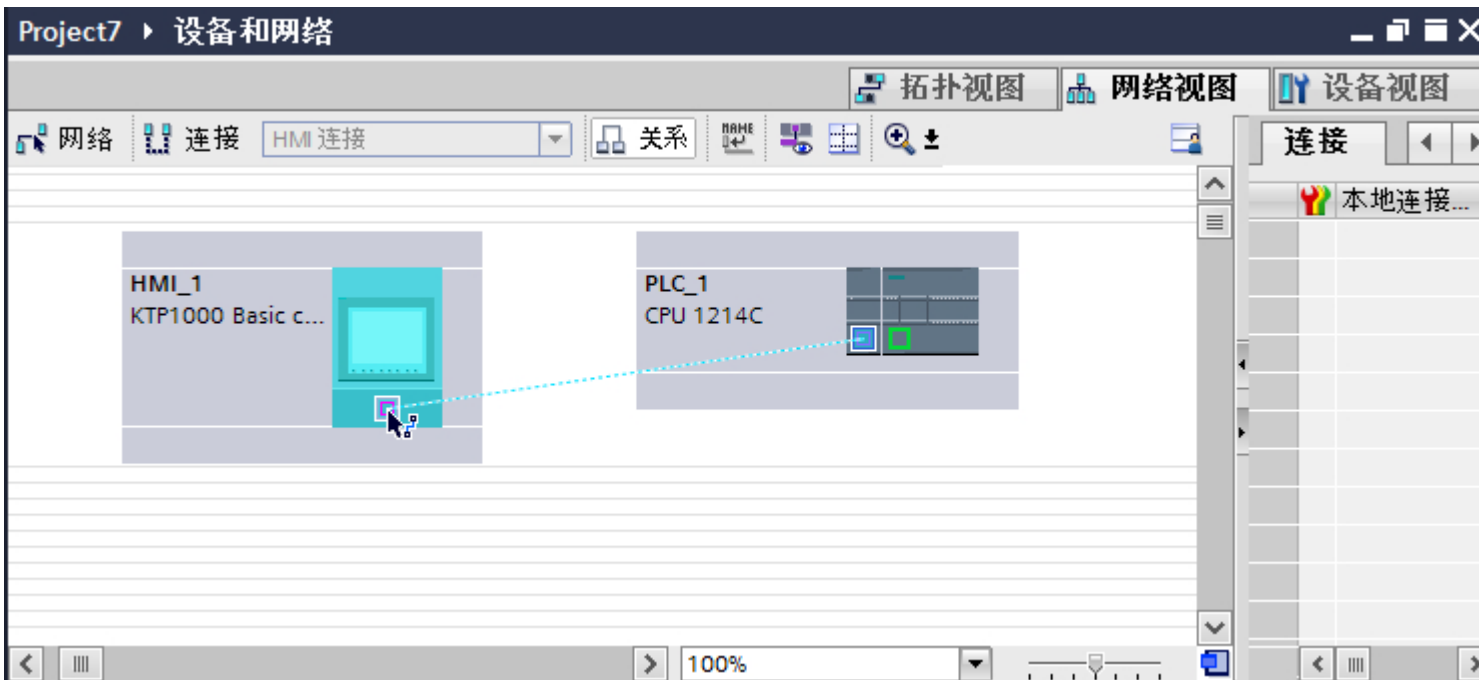 Project7 ▸ 设备和网络
拓扑视图 网络视图 设备视图
网络 连接 HMI 连接 关系 NAME 连接
本地连接...
HMI_1
KTP1000 Basic c...
PLC_1
CPU 1214C
100%